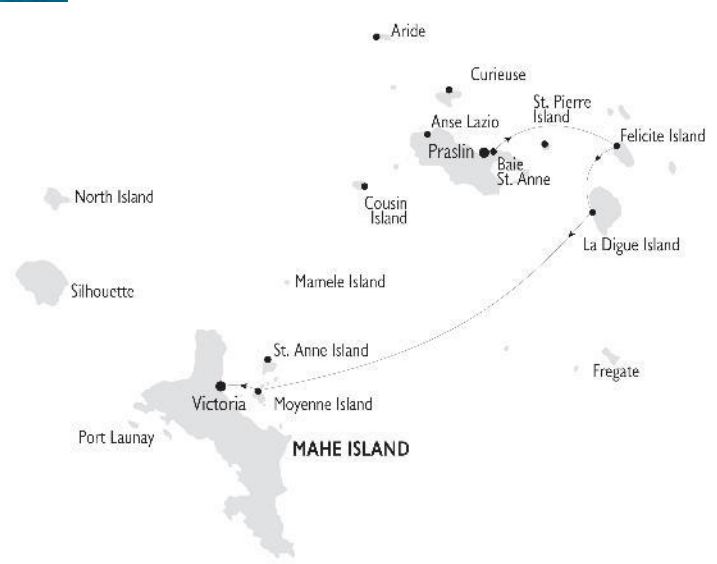 Aride
Curieuse
St. Pierre
Island
Anse Lazio
Felicite Island
Praslin
Baie
St. Anne
North Island
Cousin
Island
La Digue Island
Mamele Island
Silhouette
St. Anne Island
Fregate
Victoria
Moyenne Island
Port Launay
MAHE ISLAND